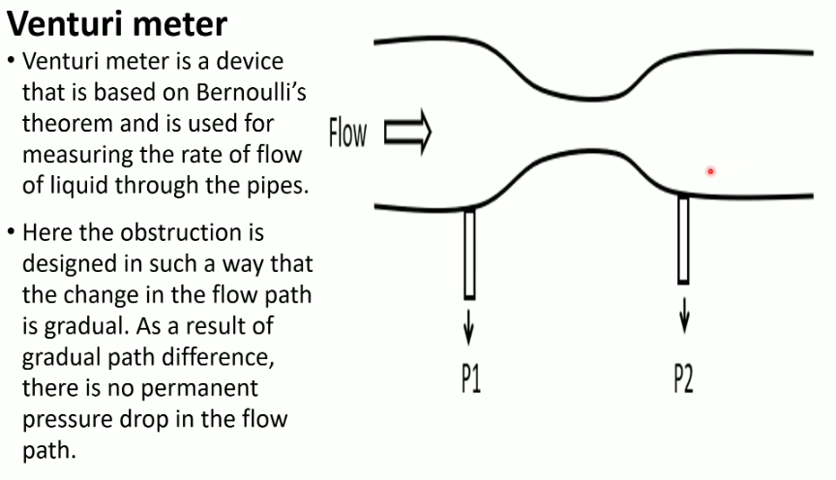 Venturi meter
• Venturi meter is a device
that is based on Bernoulli's
theorem and is used for
measuring the rate of flow
of liquid through the pipes.
• Here the obstruction is
designed in such a way that
the change in the flow path
is gradual. As a result of
gradual path difference,
there is no permanent
pressure drop in the flow
path.
Flow
P1
P2